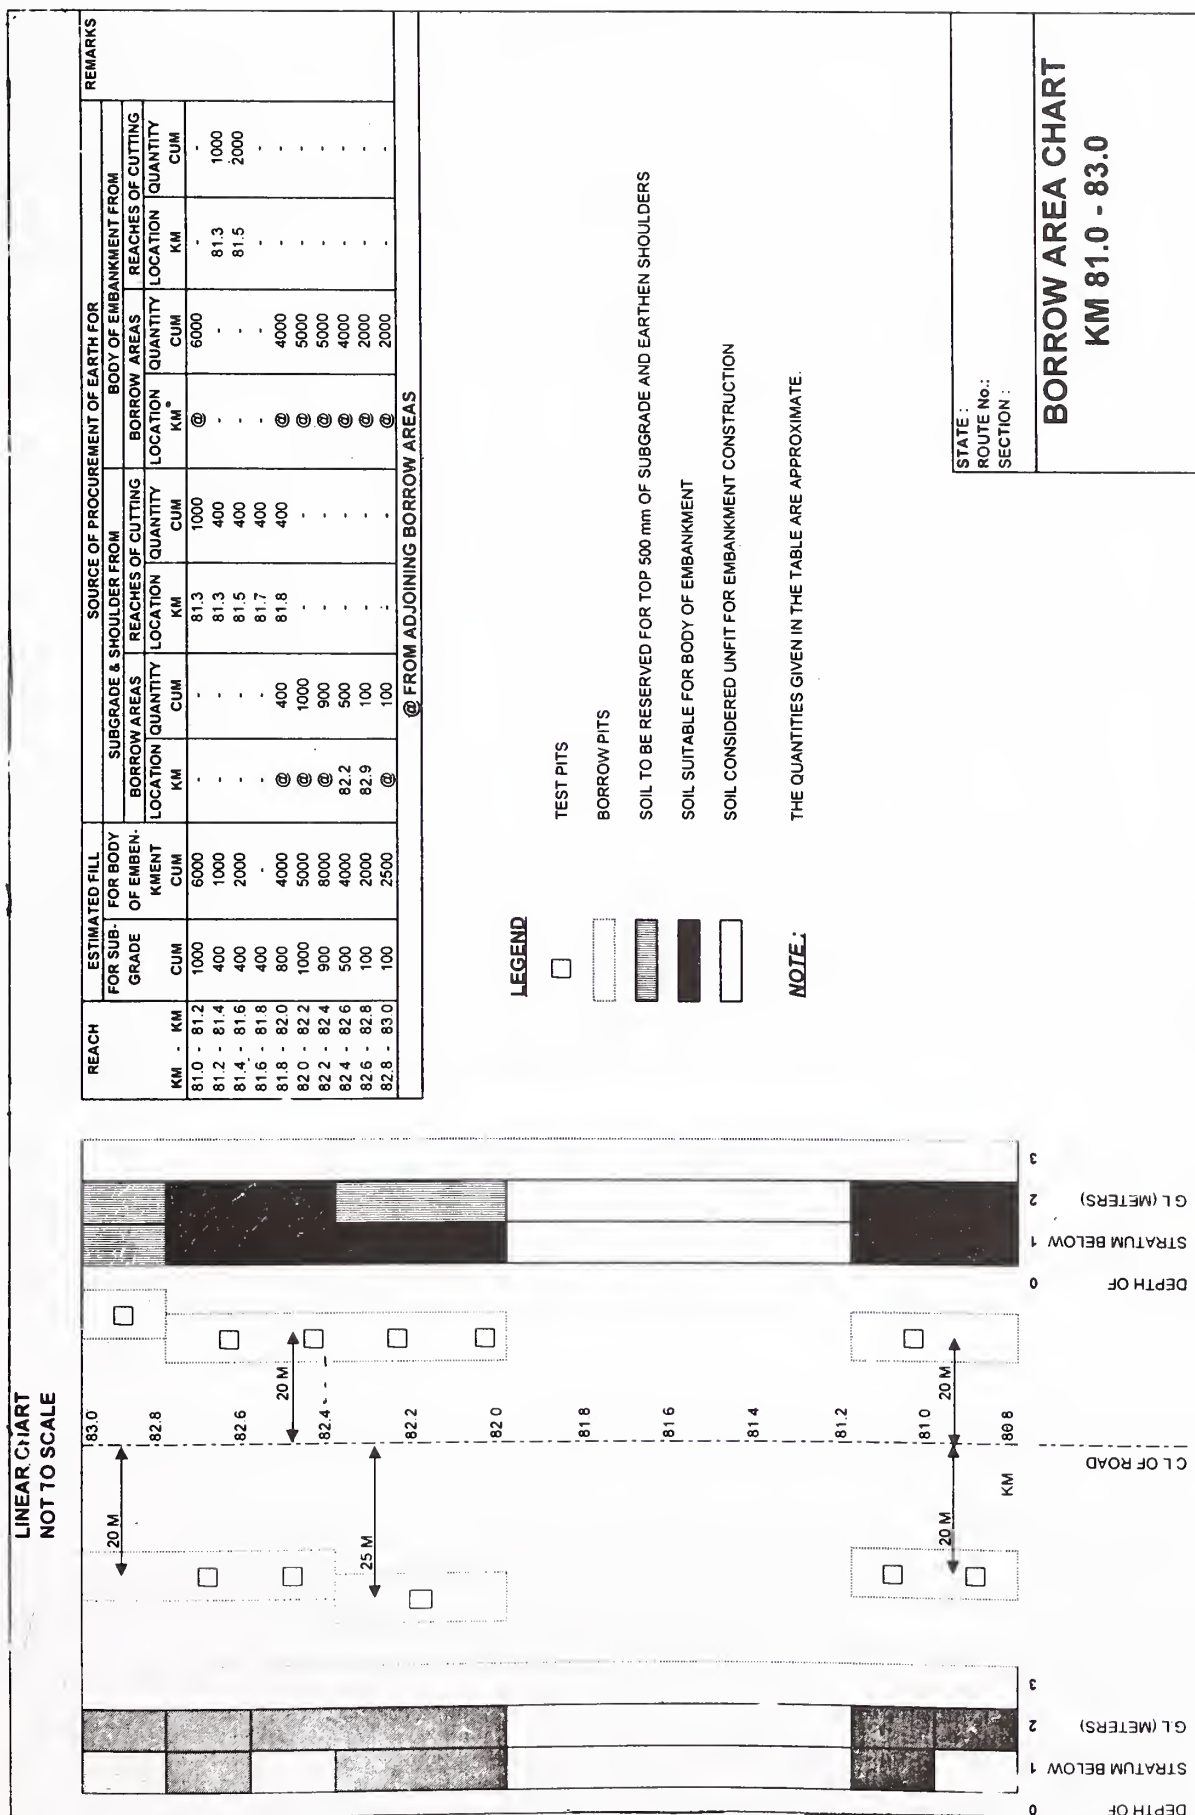 LINEAR CHART
NOT TO SCALE
DEPTH OF
STRATUM BELOW
G.L (METERS)
0
1
2
3
C.L OF ROAD
KM
80.8
81.0
81.2
81.4
81.6
81.8
82.0
82.2
82.4
82.6
82.8
83.0
20 M
25 M
20 M
20 M
20 M
DEPTH OF
STRATUM BELOW
G.L (METERS)
0
1
2
3
REACH ESTIMATED FILL SOURCE OF PROCUREMENT OF EARTH FOR REMARKS
FOR SUB-GRADE FOR BODY OF EMBEN-KMENT SUBGRADE & SHOULDER FROM BODY OF EMBANKMENT FROM
BORROW AREAS REACHES OF CUTTING BORROW AREAS REACHES OF CUTTING
LOCATION QUANTITY LOCATION QUANTITY LOCATION QUANTITY LOCATION QUANTITY
KM - KM CUM CUM KM CUM KM CUM KM CUM KM CUM
81.0 - 81.2 1000 6000 - - 81.3 1000 @ 6000 - -
81.2 - 81.4 400 1000 - - 81.3 400 - - 81.3 1000
81.4 - 81.6 400 2000 - - 81.5 400 - - 81.5 2000
81.6 - 81.8 400 - - - 81.7 400 - - - -
81.8 - 82.0 800 4000 @ 400 81.8 400 @ 4000 - -
82.0 - 82.2 1000 5000 @ 1000 - - @ 5000 - -
82.2 - 82.4 900 8000 @ 900 - - @ 5000 - -
82.4 - 82.6 500 4000 82.2 500 - - @ 4000 - -
82.6 - 82.8 100 2000 82.9 100 - - @ 2000 - -
82.8 - 83.0 100 2500 @ 100 - - @ 2000 - -
@ FROM ADJOINING BORROW AREAS
LEGEND
TEST PITS
BORROW PITS
SOIL TO BE RESERVED FOR TOP 500 mm OF SUBGRADE AND EARTHEN SHOULDERS
SOIL SUITABLE FOR BODY OF EMBANKMENT
SOIL CONSIDERED UNFIT FOR EMBANKMENT CONSTRUCTION
NOTE :
THE QUANTITIES GIVEN IN THE TABLE ARE APPROXIMATE.
STATE :
ROUTE No.:
SECTION :
BORROW AREA CHART
KM 81.0 - 83.0